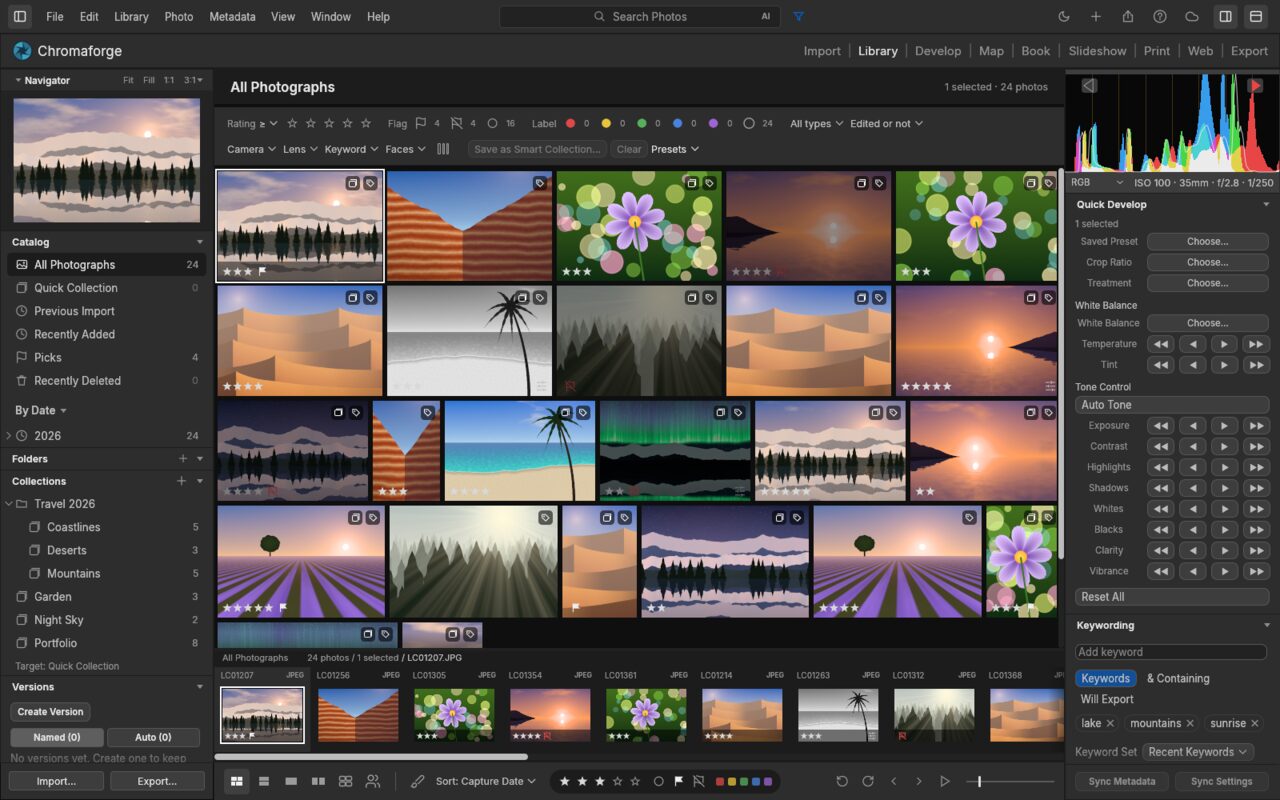 File Edit Library Photo Metadata View Window Help
Search Photos AI
Chromaforge
Import Library Develop Map Book Slideshow Print Web Export
Navigator Fit Fill 1:1 3:1
Catalog
All Photographs 24
Quick Collection 0
Previous Import
Recently Added
Picks 4
Recently Deleted 0
By Date
2026 24
Folders
Collections
Travel 2026
Coastlines 5
Deserts 3
Mountains 5
Garden 3
Night Sky 2
Portfolio 8
Target: Quick Collection
Versions
Create Version
Named (0) Auto (0)
No versions yet. Create one to keep
Import... Export...
All Photographs 1 selected · 24 photos
Rating ≥ Flag 4 4 16 Label 0 0 0 0 0 24 All types Edited or not
Camera Lens Keyword Faces Save as Smart Collection... Clear Presets
All Photographs 24 photos / 1 selected / LC01207.JPG
LC01207 JPEG LC01256 JPEG LC01305 JPEG LC01354 JPEG LC01361 JPEG LC01214 JPEG LC01263 JPEG LC01312 JPEG LC01368 JPEG
Sort: Capture Date
RGB ISO 100 · 35mm · f/2.8 · 1/250
Quick Develop
1 selected
Saved Preset Choose...
Crop Ratio Choose...
Treatment Choose...
White Balance
White Balance Choose...
Temperature
Tint
Tone Control
Auto Tone
Exposure
Contrast
Highlights
Shadows
Whites
Blacks
Clarity
Vibrance
Reset All
Keywording
Add keyword
Keywords & Containing
Will Export
lake mountains sunrise
Keyword Set Recent Keywords
Sync Metadata Sync Settings